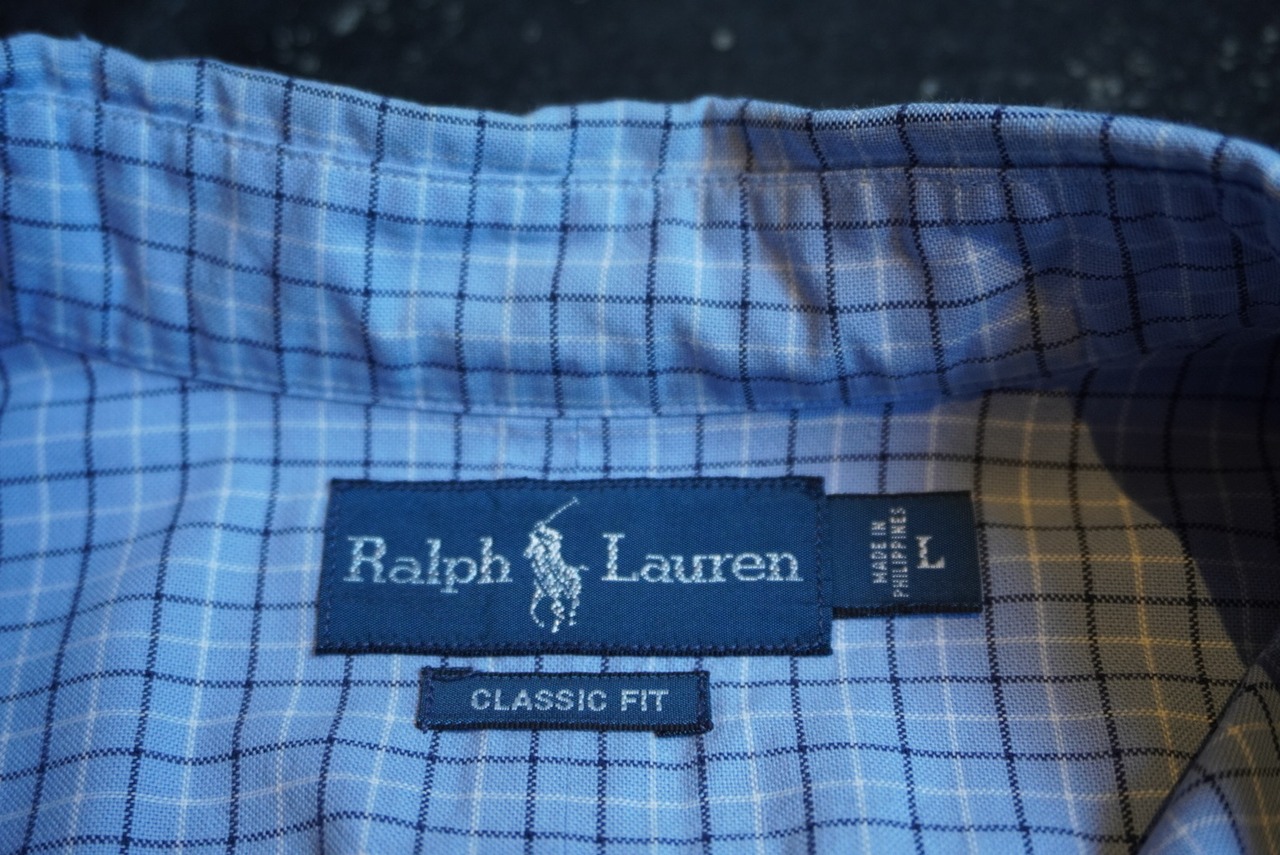 Ralph Lauren
MADE IN
PHILIPPINES
L
CLASSIC FIT